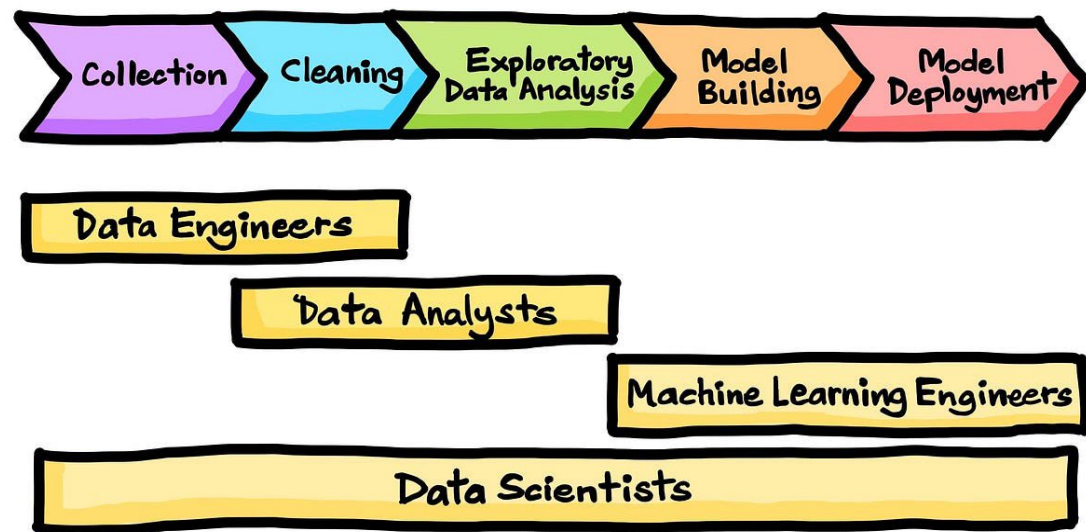 Collection
Cleaning
Exploratory
Data Analysis
Model
Building
Model
Deployment
Data Engineers
Data Analysts
Machine Learning Engineers
Data Scientists